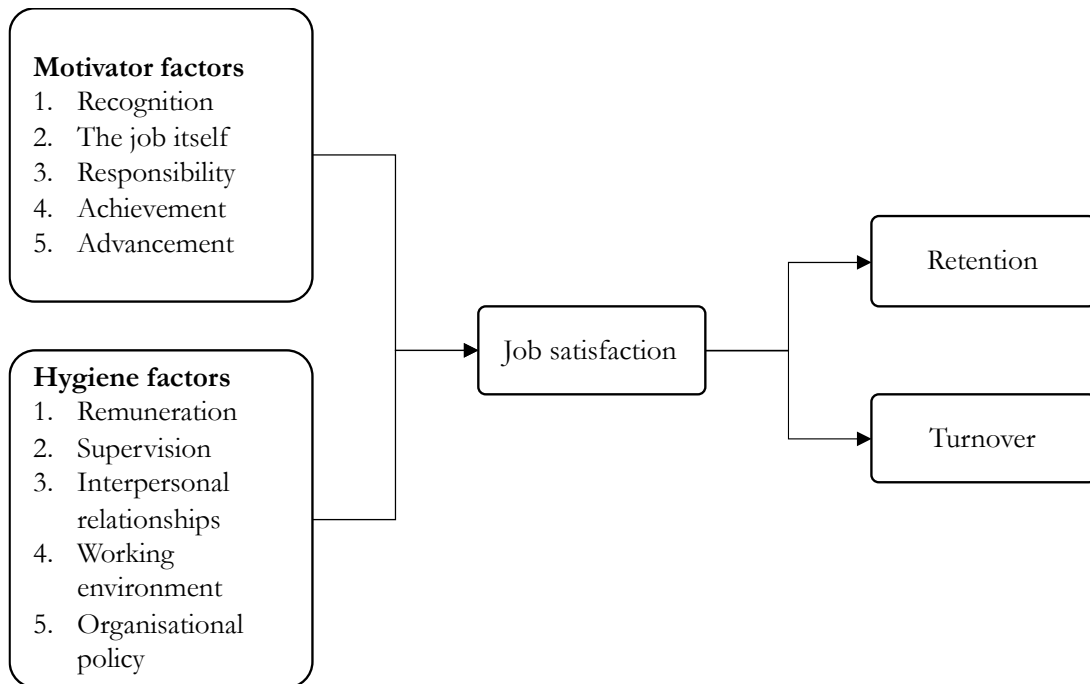 Motivator factors
1. Recognition
2. The job itself
3. Responsibility
4. Achievement
5. Advancement
Hygiene factors
1. Remuneration
2. Supervision
3. Interpersonal
relationships
4. Working
environment
5. Organisational
policy
Job satisfaction
Retention
Turnover